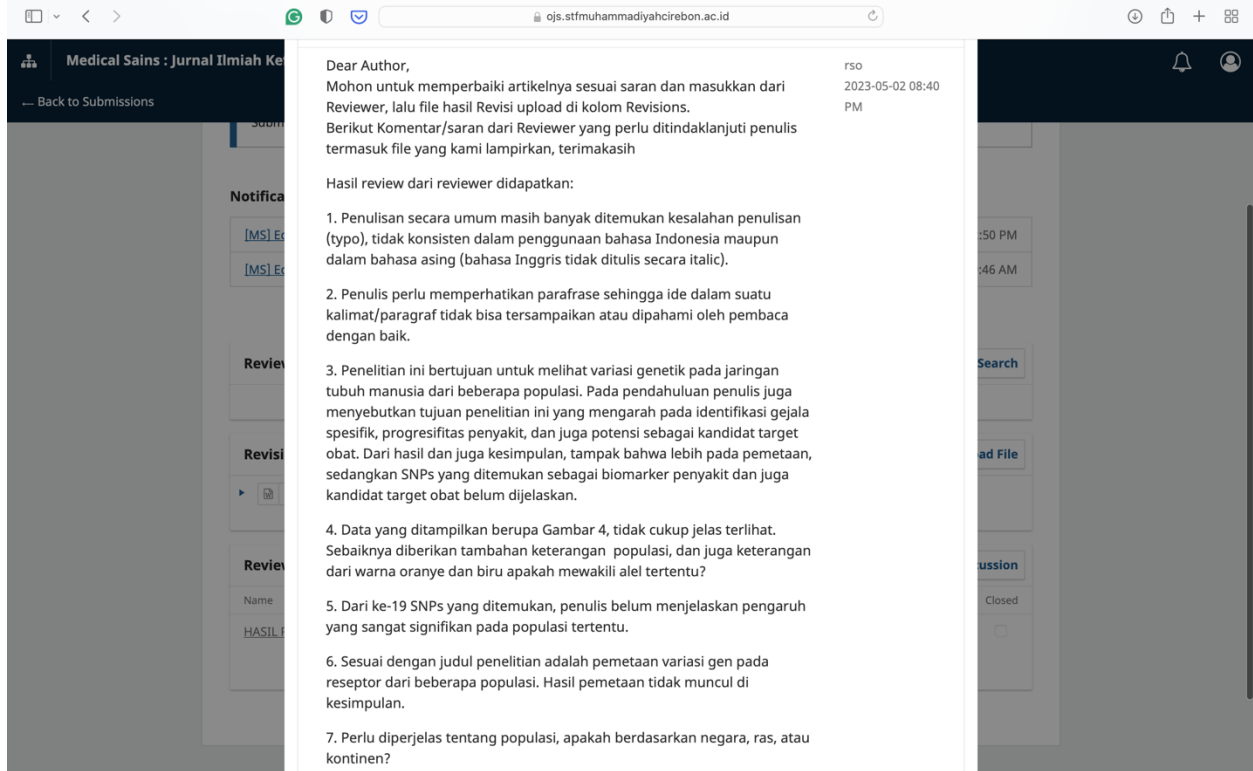 ojs.stfmuhammadiyahcirebon.ac.id
Medical Sains : Jurnal Ilmiah Ke
← Back to Submissions
Dear Author,
rso
Mohon untuk memperbaiki artikelnya sesuai saran dan masukkan dari
2023-05-02 08:40
Reviewer, lalu file hasil Revisi upload di kolom Revisions.
PM
Berikut Komentar/saran dari Reviewer yang perlu ditindaklanjuti penulis
termasuk file yang kami lampirkan, terimakasih
Hasil review dari reviewer didapatkan:
Notifica
1. Penulisan secara umum masih banyak ditemukan kesalahan penulisan
[MS] Ed
(typo), tidak konsisten dalam penggunaan bahasa Indonesia maupun
:50 PM
dalam bahasa asing (bahasa Inggris tidak ditulis secara italic).
[MS] Ed
:46 AM
2. Penulis perlu memperhatikan parafrase sehingga ide dalam suatu
kalimat/paragraf tidak bisa tersampaikan atau dipahami oleh pembaca
dengan baik.
Review
Search
3. Penelitian ini bertujuan untuk melihat variasi genetik pada jaringan
tubuh manusia dari beberapa populasi. Pada pendahuluan penulis juga
menyebutkan tujuan penelitian ini yang mengarah pada identifikasi gejala
spesifik, progresifitas penyakit, dan juga potensi sebagai kandidat target
obat. Dari hasil dan juga kesimpulan, tampak bahwa lebih pada pemetaan,
Revisi
ad File
sedangkan SNPs yang ditemukan sebagai biomarker penyakit dan juga
kandidat target obat belum dijelaskan.
4. Data yang ditampilkan berupa Gambar 4, tidak cukup jelas terlihat.
Sebaiknya diberikan tambahan keterangan populasi, dan juga keterangan
Review
ussion
dari warna oranye dan biru apakah mewakili alel tertentu?
Name
Closed
5. Dari ke-19 SNPs yang ditemukan, penulis belum menjelaskan pengaruh
yang sangat signifikan pada populasi tertentu.
HASIL
6. Sesuai dengan judul penelitian adalah pemetaan variasi gen pada
reseptor dari beberapa populasi. Hasil pemetaan tidak muncul di
kesimpulan.
7. Perlu diperjelas tentang populasi, apakah berdasarkan negara, ras, atau
kontinen?